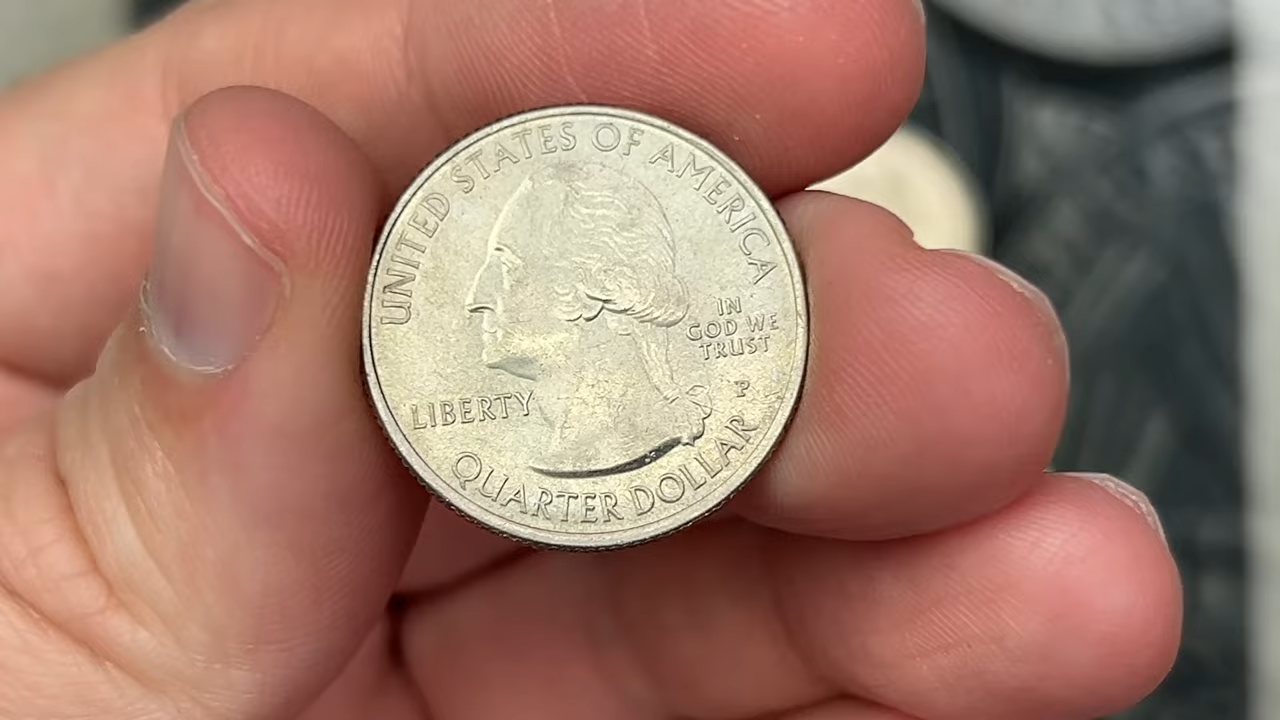 UNITED STATES OF AMERICA
LIBERTY
IN
GOD WE
TRUST
P
QUARTER DOLLAR